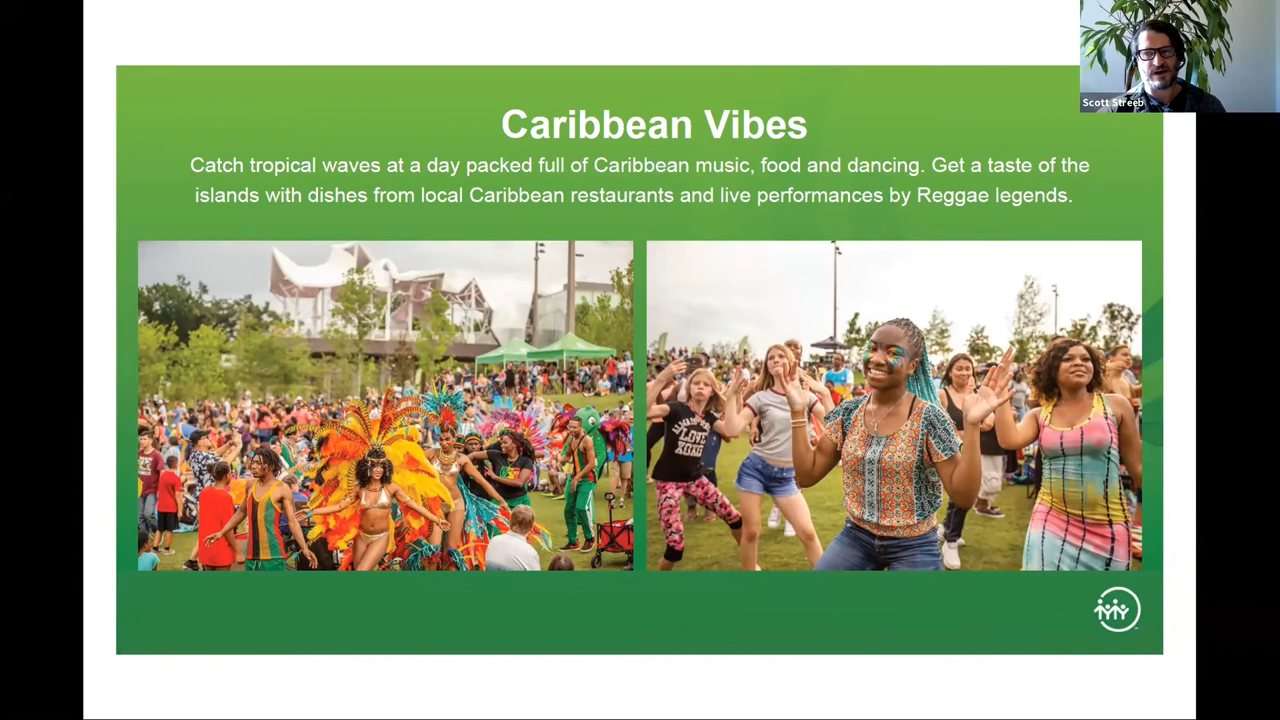 Caribbean Vibes
Catch tropical waves at a day packed full of Caribbean music, food and dancing. Get a taste of the
islands with dishes from local Caribbean restaurants and live performances by Reggae legends.
Scott Streeb
LOVE